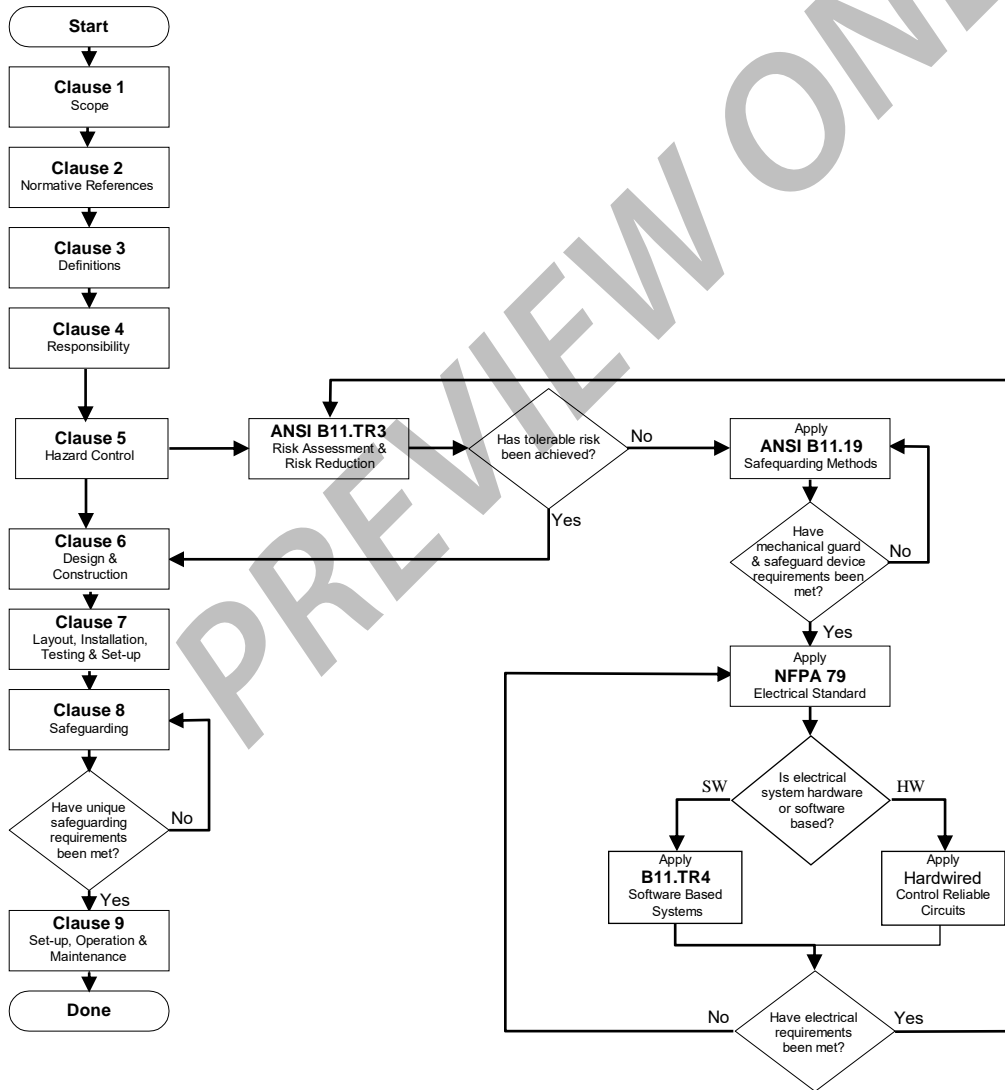 Start
Clause 1
Scope
Clause 2
Normative References
Clause 3
Definitions
Clause 4
Responsibility
Clause 5
Hazard Control
ANSI B11.TR3
Risk Assessment &
Risk Reduction
Has tolerable risk
been achieved?
No
Yes
Apply
ANSI B11.19
Safeguarding Methods
Have
mechanical guard
& safeguard device
requirements been
met?
No
Yes
Apply
NFPA 79
Electrical Standard
Is electrical
system hardware
or software
based?
SW
HW
Apply
B11.TR4
Software Based
Systems
Apply
Hardwired
Control Reliable
Circuits
Have electrical
requirements
been met?
No
Yes
Clause 6
Design &
Construction
Clause 7
Layout, Installation,
Testing & Set-up
Clause 8
Safeguarding
Have unique
safeguarding
requirements
been met?
No
Yes
Clause 9
Set-up, Operation &
Maintenance
Done
PREVIEW ON